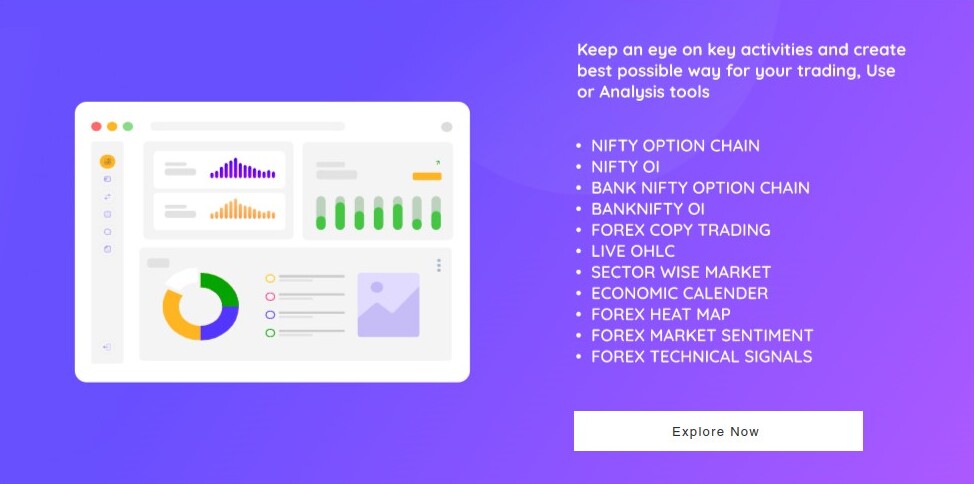 Keep an eye on key activities and create
best possible way for your trading, Use
or Analysis tools
• NIFTY OPTION CHAIN
• NIFTY OI
• BANK NIFTY OPTION CHAIN
• BANKNIFTY OI
• FOREX COPY TRADING
• LIVE OHLC
• SECTOR WISE MARKET
• ECONOMIC CALENDER
• FOREX HEAT MAP
• FOREX MARKET SENTIMENT
• FOREX TECHNICAL SIGNALS
Explore Now